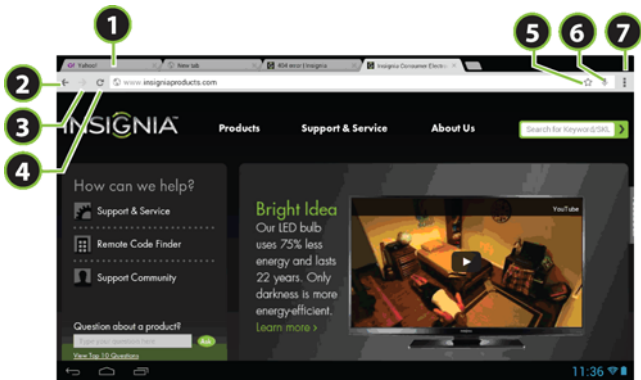 1
5
6
7
Yahoo!
New tab
404 error | Insignia
Insignia Consumer Electro
2
www.insigniaproducts.com
3
4
INSIGNIA
Products
Support & Service
About Us
Search for Keyword/SKU
How can we help?
Support & Service
Remote Code Finder
Support Community
Question about a product?
Type your question here
Ask
View Top 10 Questions
Bright Idea
Our LED bulb
uses 75% less
energy and lasts
22 years. Only
darkness is more
energy-efficient.
Learn more ›
YouTube
INSIGNIA
11:36